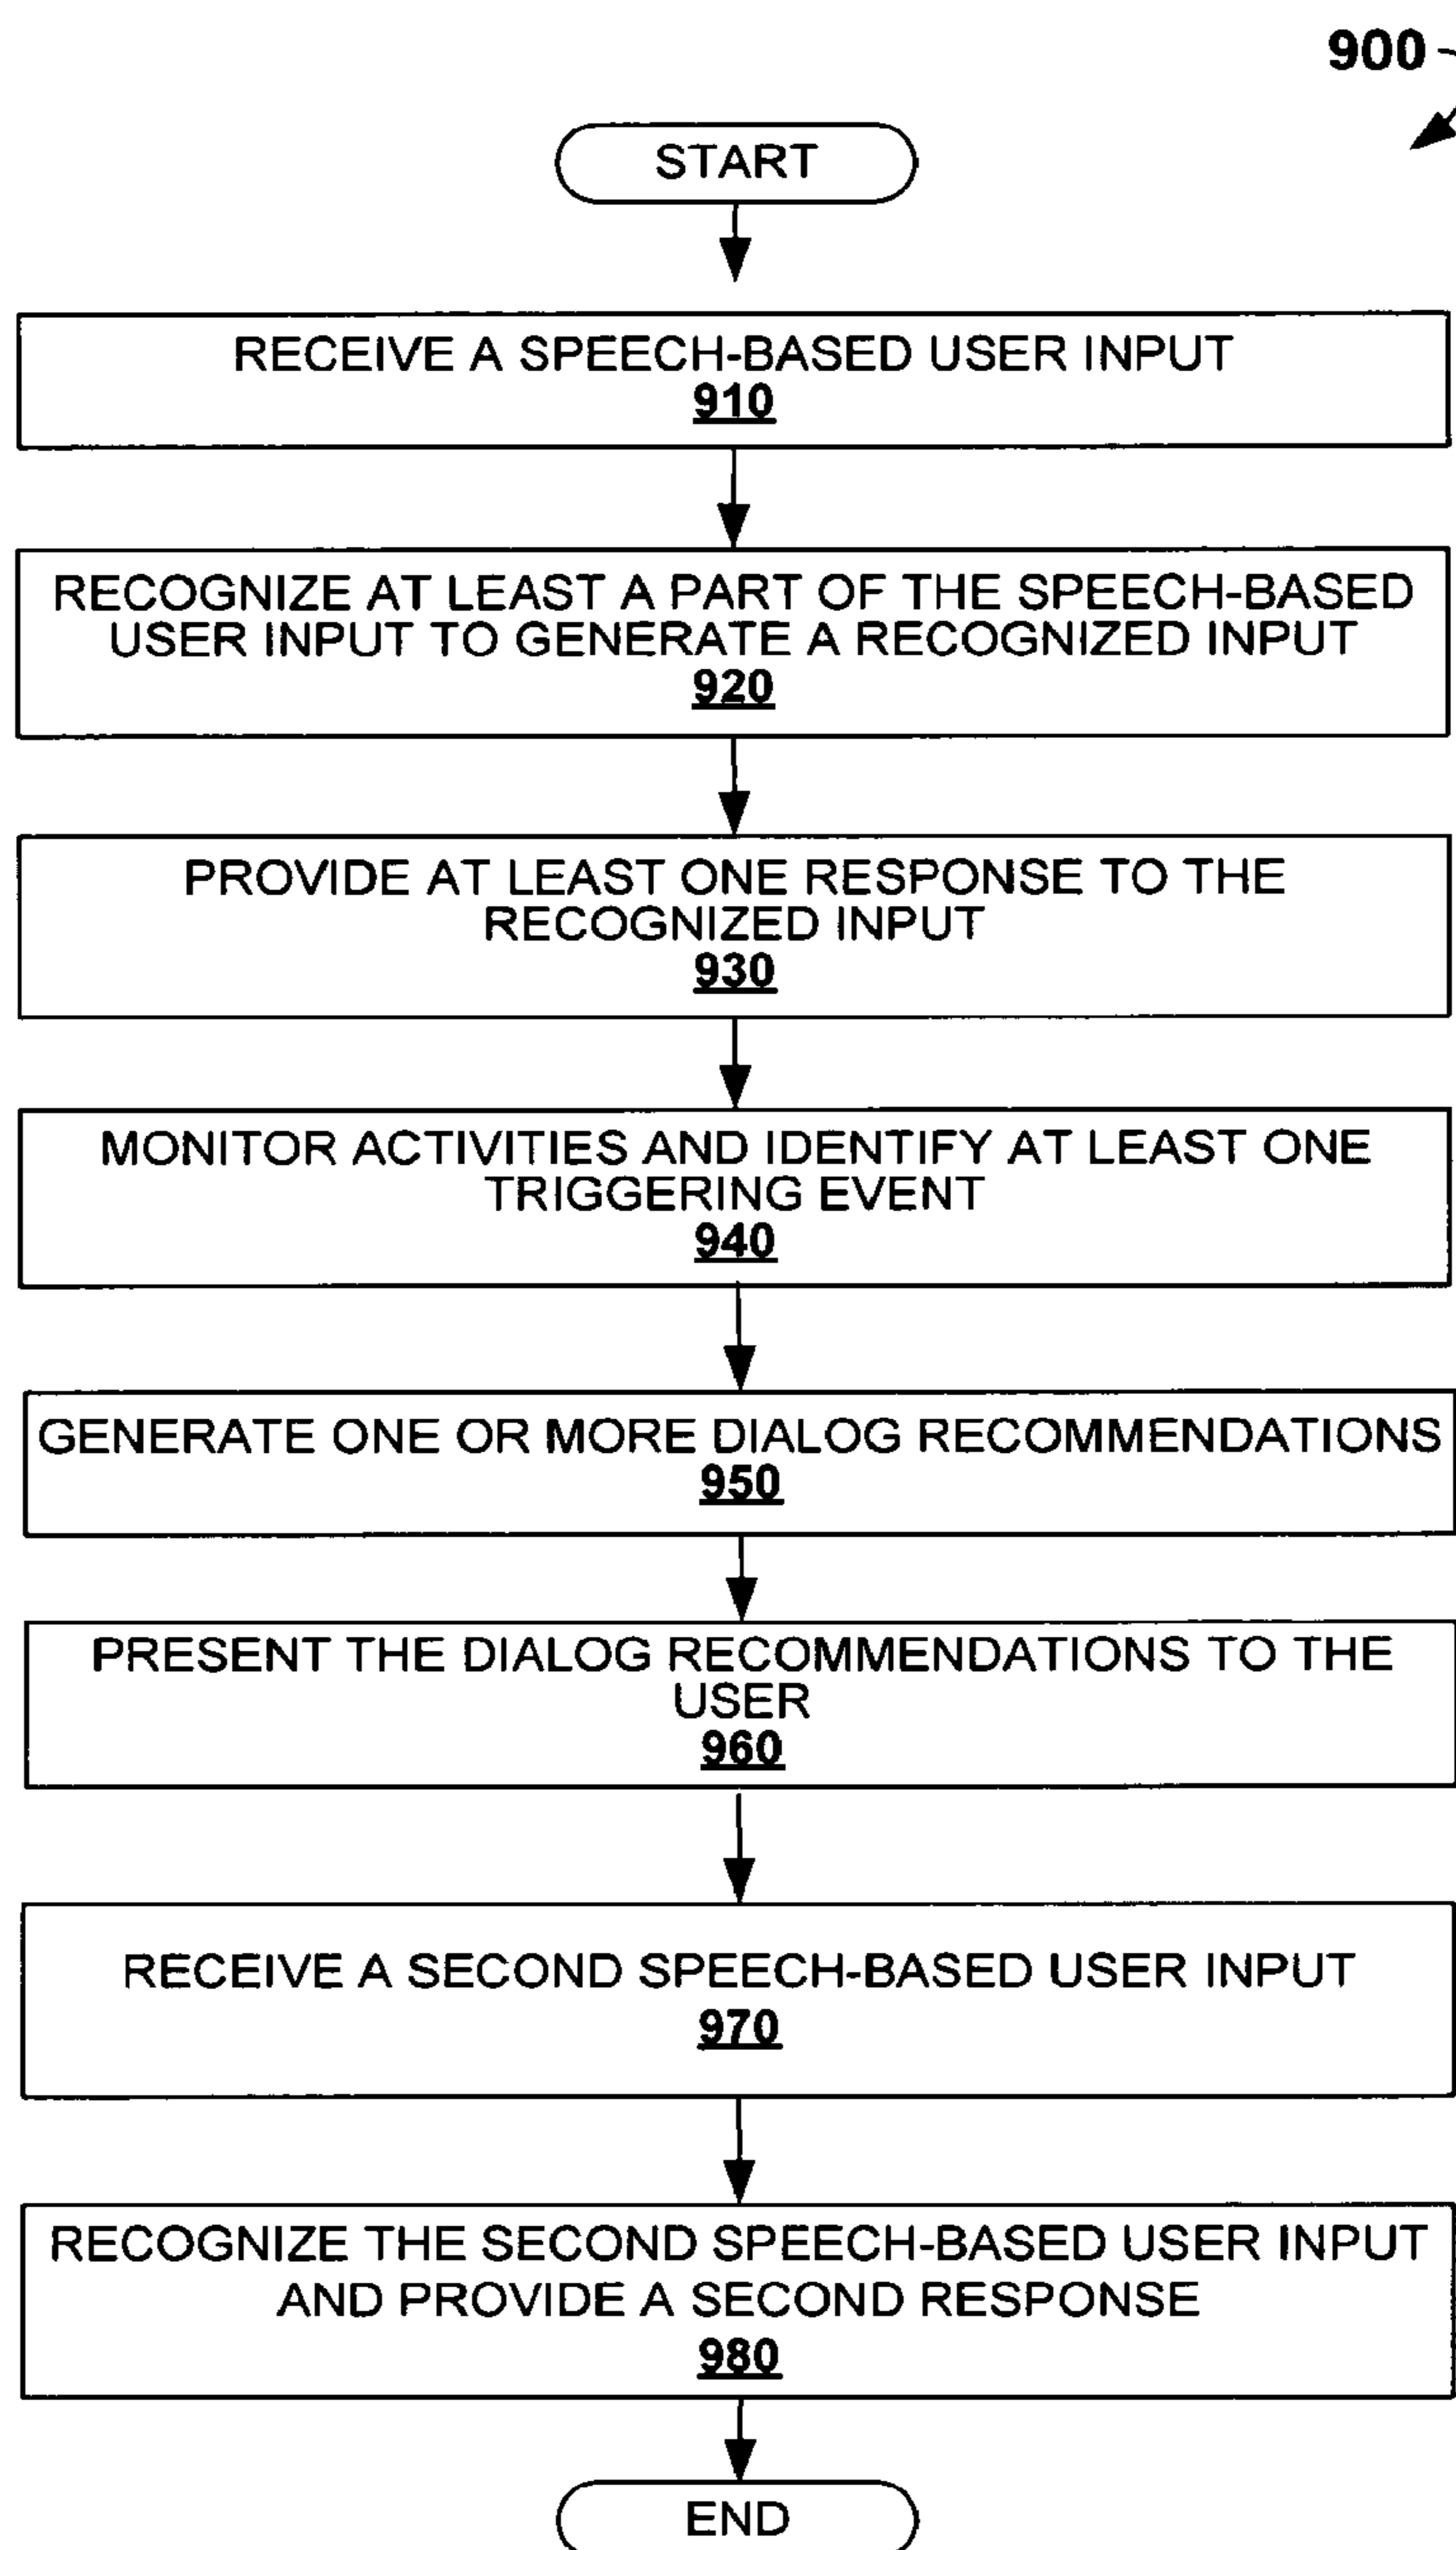 900
START
RECEIVE A SPEECH-BASED USER INPUT
910
RECOGNIZE AT LEAST A PART OF THE SPEECH-BASED
USER INPUT TO GENERATE A RECOGNIZED INPUT
920
PROVIDE AT LEAST ONE RESPONSE TO THE
RECOGNIZED INPUT
930
MONITOR ACTIVITIES AND IDENTIFY AT LEAST ONE
TRIGGERING EVENT
940
GENERATE ONE OR MORE DIALOG RECOMMENDATIONS
950
PRESENT THE DIALOG RECOMMENDATIONS TO THE
USER
960
RECEIVE A SECOND SPEECH-BASED USER INPUT
970
RECOGNIZE THE SECOND SPEECH-BASED USER INPUT
AND PROVIDE A SECOND RESPONSE
980
END